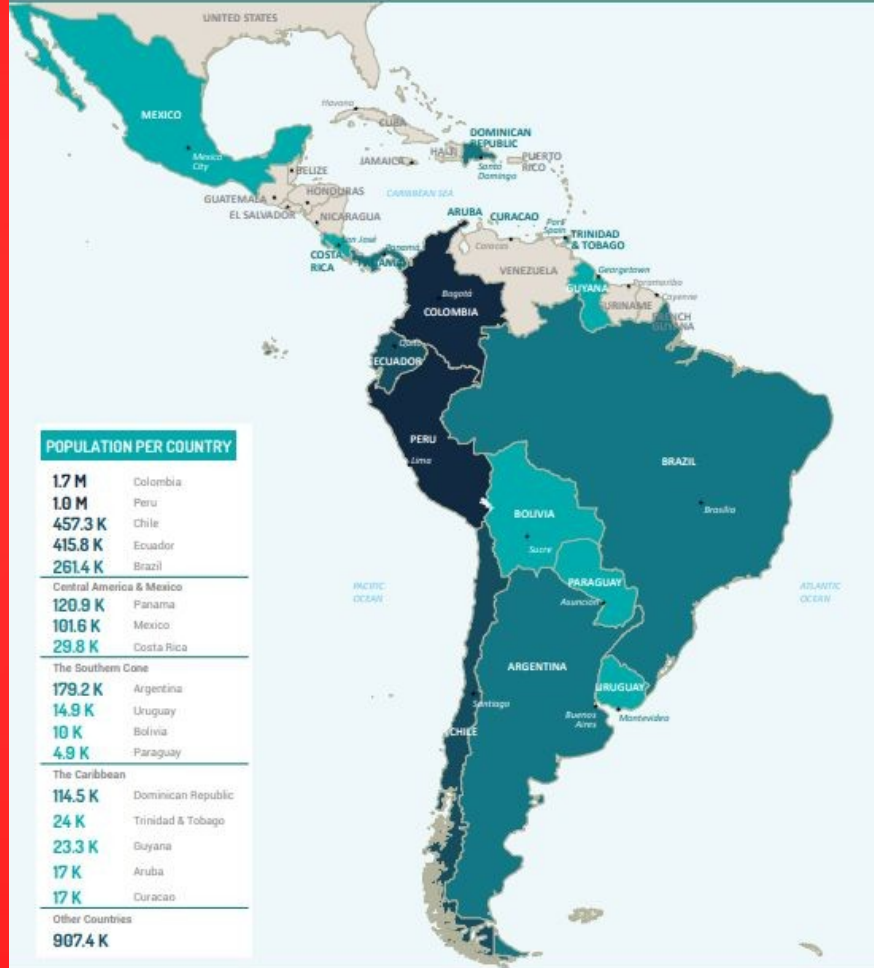 UNITED STATES
MEXICO
Mexico
City
Havana
CUBA
DOMINICAN
REPUBLIC
HAITI
JAMAICA
Santo
Domingo
PUERTO
RICO
BELIZE
HONDURAS
GUATEMALA
EL SALVADOR
NICARAGUA
CARIBBEAN SEA
ARUBA
CURACAO
Port
Spain
TRINIDAD
& TOBAGO
San José
COSTA
RICA
Panamá
PANAMA
Caracas
VENEZUELA
Georgetown
GUYANA
Paramaribo
SURINAME
Cayenne
FRENCH
GUYANA
Bogotá
COLOMBIA
Quito
ECUADOR
PERU
Lima
BRAZIL
Brasília
BOLIVIA
Sucre
PACIFIC
OCEAN
PARAGUAY
Asuncion
ATLANTIC
OCEAN
ARGENTINA
URUGUAY
Santiago
Buenos
Aires
Montevideo
CHILE
POPULATION PER COUNTRY
1.7 M Colombia
1.0 M Peru
457.3 K Chile
415.8 K Ecuador
261.4 K Brazil
Central America & Mexico
120.9 K Panama
101.6 K Mexico
29.8 K Costa Rica
The Southern Cone
179.2 K Argentina
14.9 K Uruguay
10 K Bolivia
4.9 K Paraguay
The Caribbean
114.5 K Dominican Republic
24 K Trinidad & Tobago
23.3 K Guyana
17 K Aruba
17 K Curacao
Other Countries
907.4 K